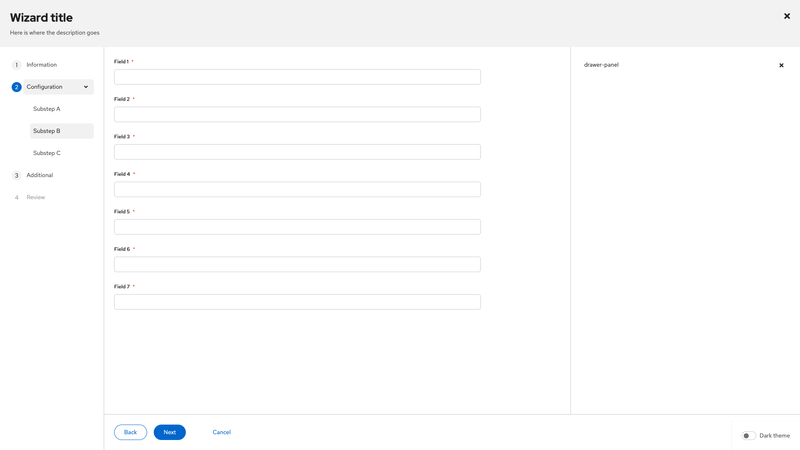 Wizard title
Here is where the description goes
1 Information
2 Configuration
Substep A
Substep B
Substep C
3 Additional
4 Review
Field 1 *
Field 2 *
Field 3 *
Field 4 *
Field 5 *
Field 6 *
Field 7 *
drawer-panel
Back
Next
Cancel
Dark theme